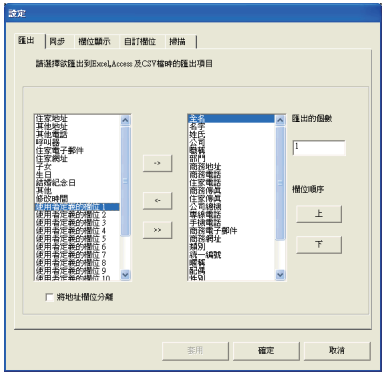 設定
匯出
同步
欄位顯示
自訂欄位
掃描
請選擇欲匯出到Excel,Access 及CSV檔時的匯出項目
住家地址
其他地址
其他電話
呼叫器
住家電子郵件
住家網址
子女
生日
結婚紀念日
其他
修改時間
使用者定義的欄位 1
使用者定義的欄位 2
使用者定義的欄位 3
使用者定義的欄位 4
使用者定義的欄位 5
使用者定義的欄位 6
使用者定義的欄位 7
使用者定義的欄位 8
使用者定義的欄位 9
使用者定義的欄位 10
->
<-
>>
全名
名字
姓氏
公司
職稱
部門
商務地址
商務電話
住家電話
商務傳真
住家傳真
公司總機
專線電話
手機電話
商務電子郵件
商務網址
類別
統一編號
暱稱
配偶
性別
匯出的個數
1
欄位順序
上
下
將地址欄位分離
套用
確定
取消